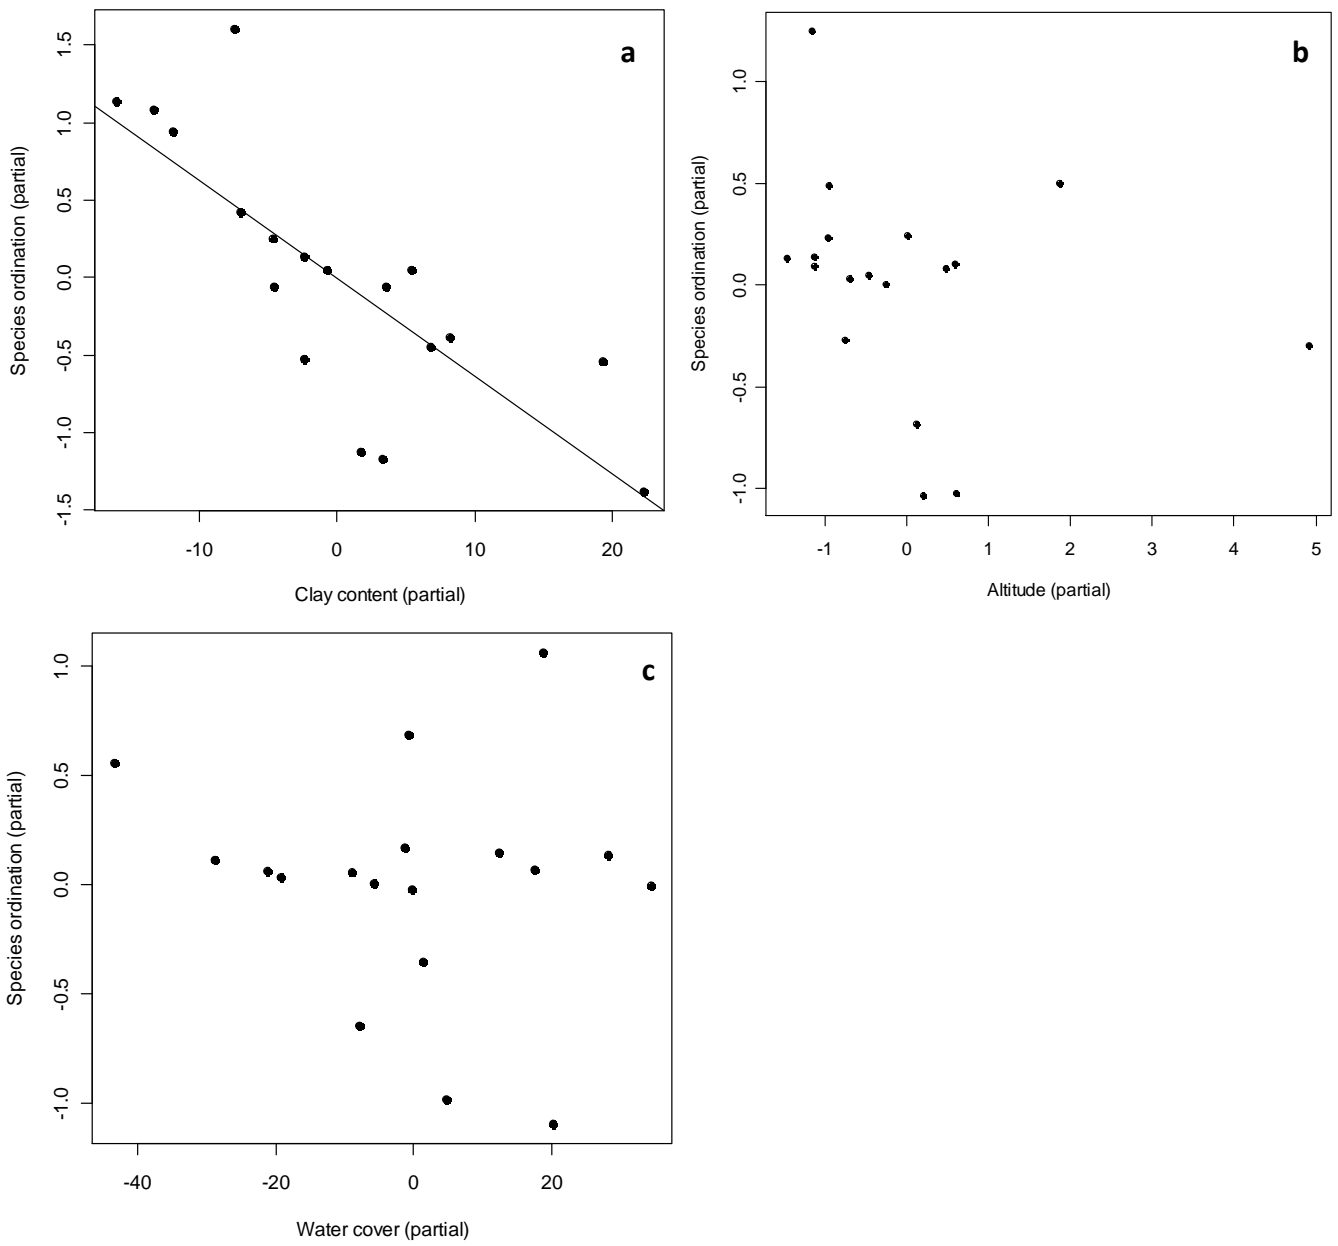 a
1.5
1.0
0.5
0.0
-0.5
-1.0
-1.5
Species ordination (partial)
-10 0 10 20
Clay content (partial)
b
1.0
0.5
0.0
-0.5
-1.0
Species ordination (partial)
-1 0 1 2 3 4 5
Altitude (partial)
c
1.0
0.5
0.0
-0.5
-1.0
Species ordination (partial)
-40 -20 0 20
Water cover (partial)